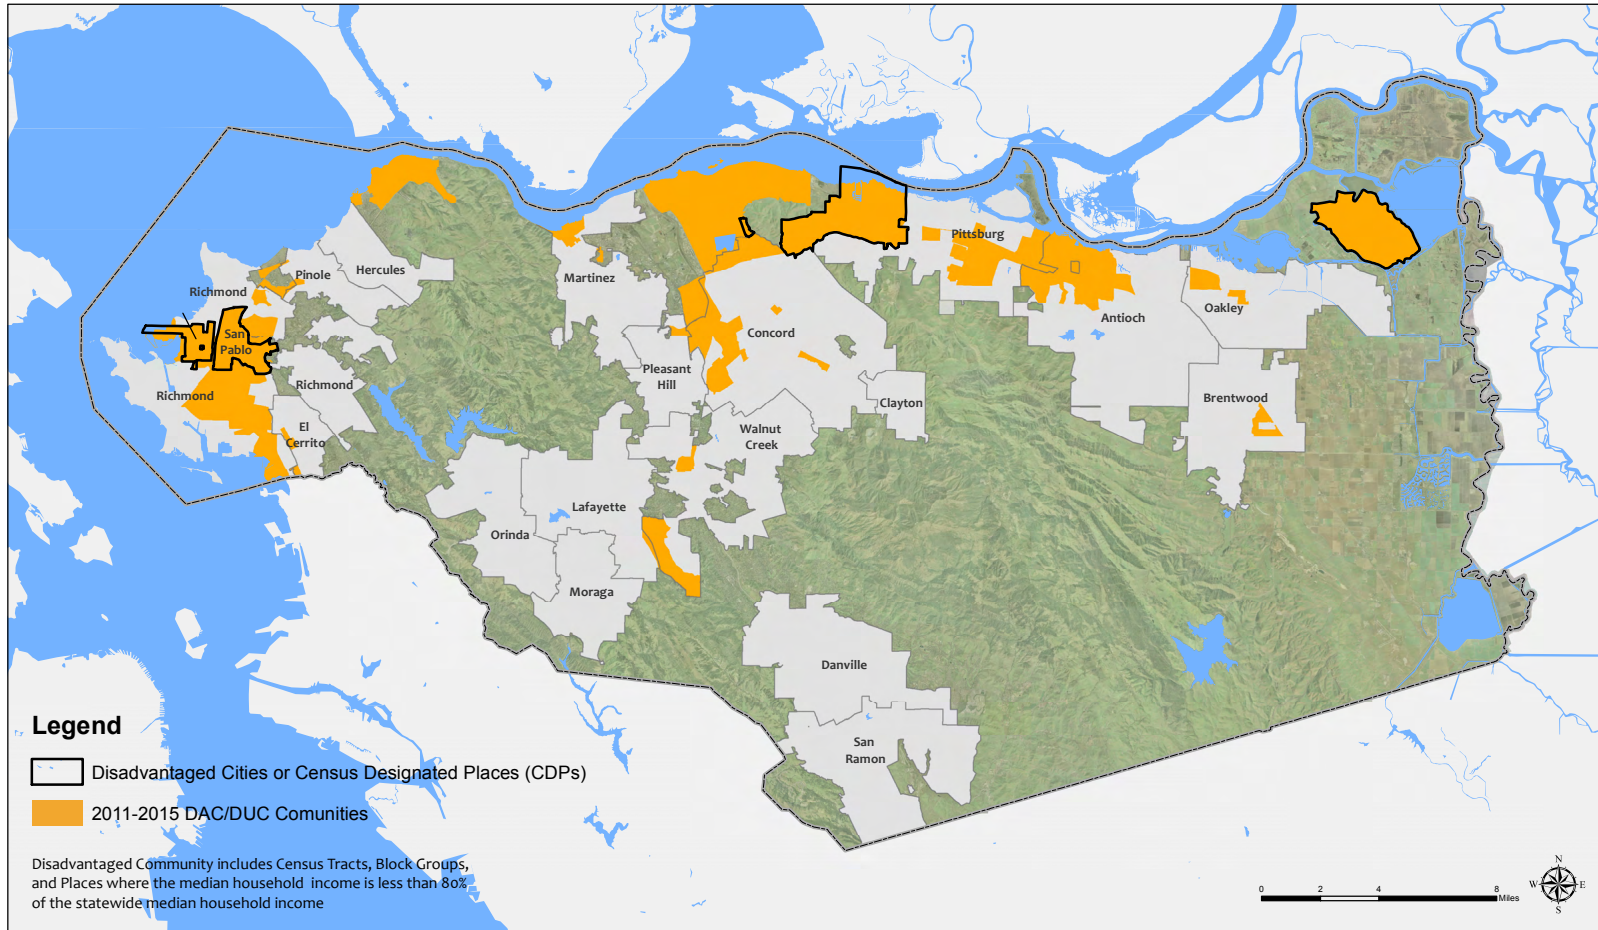 Pittsburg
Hercules
Pinole
Martinez
Richmond
Oakley
Antioch
San
Pablo
Concord
Pleasant
Hill
Richmond
Richmond
Brentwood
Clayton
El
Cerrito
Walnut
Creek
Lafayette
Orinda
Moraga
Danville
San
Ramon
Legend
Disadvantaged Cities or Census Designated Places (CDPs)
2011-2015 DAC/DUC Comunities
Disadvantaged Community includes Census Tracts, Block Groups,
and Places where the median household income is less than 80%
of the statewide median household income
0 2 4 8
Miles
N
W E
S